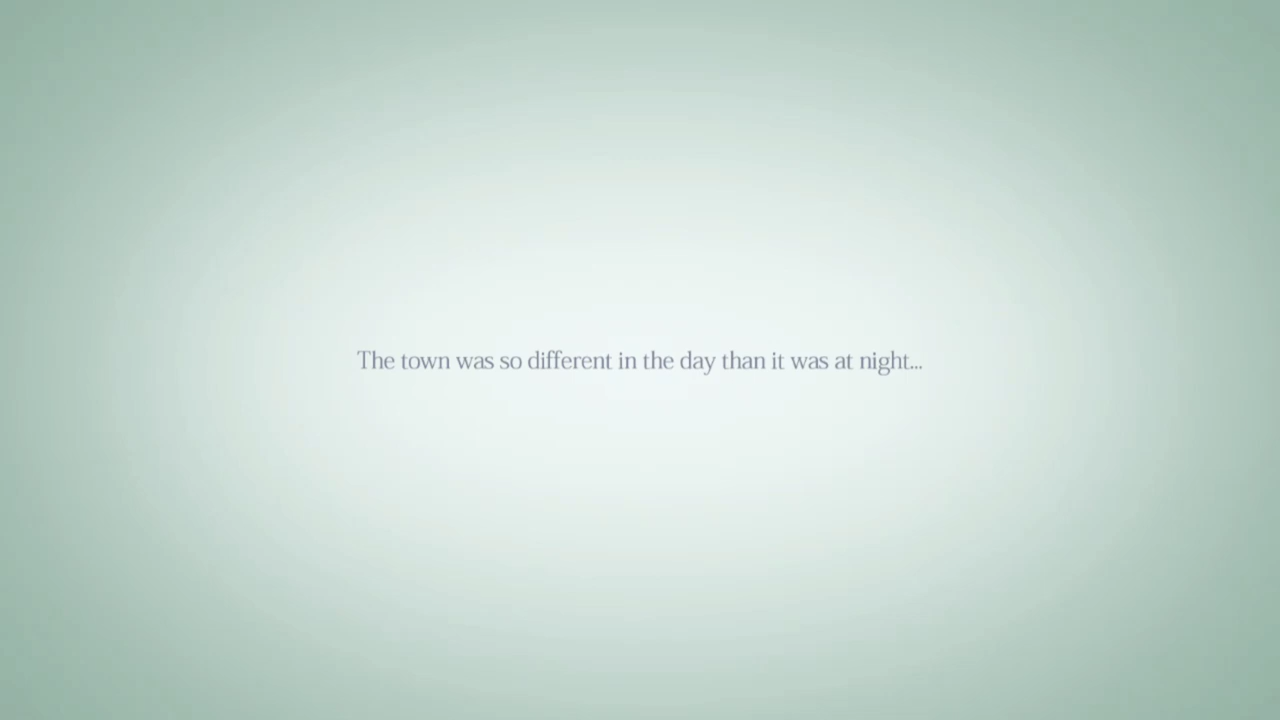 The town was so different in the day than it was at night...